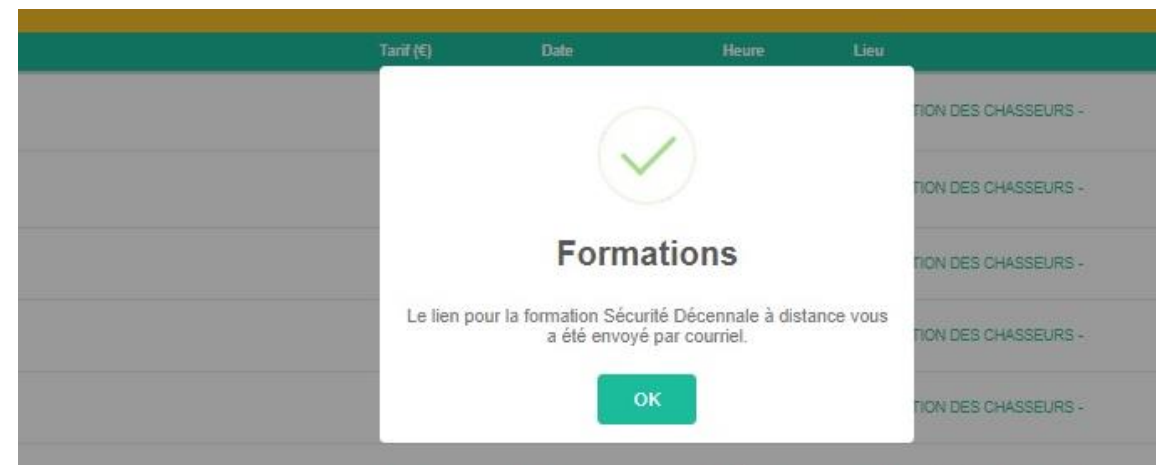 Tarif (€) Date Heure Lieu
TION DES CHASSEURS -
TION DES CHASSEURS -
Formations
TION DES CHASSEURS -
Le lien pour la formation Sécurité Décennale à distance vous
a été envoyé par courriel.
TION DES CHASSEURS -
OK
TION DES CHASSEURS -